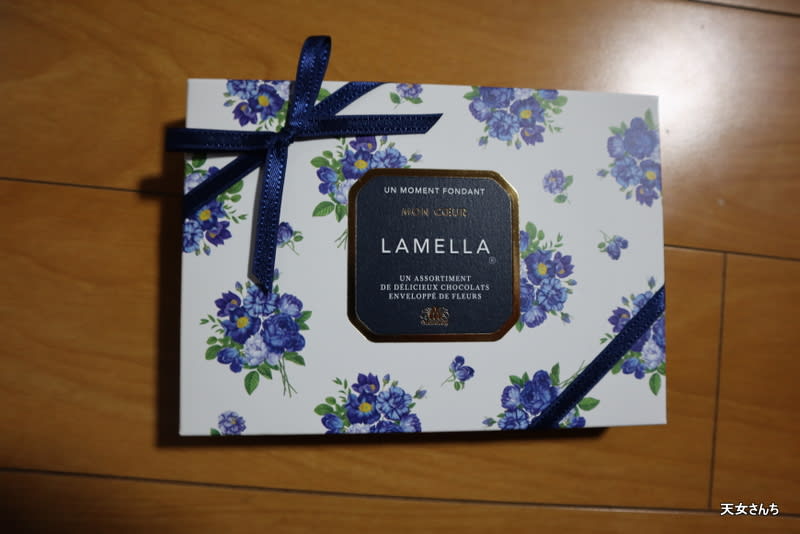 UN MOMENT FONDANT
MON CŒUR
LAMELLA®
UN ASSORTIMENT
DE DÉLICIEUX CHOCOLATS
ENVELOPPÉ DE FLEURS
天女さんち